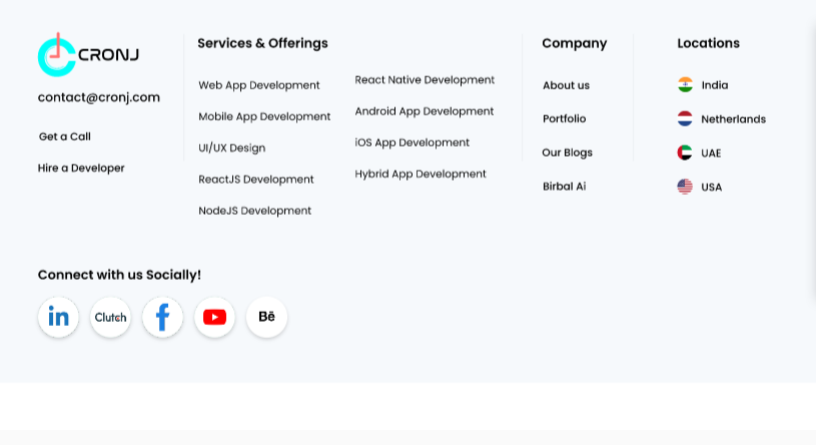 CRONJ
contact@cronj.com
Get a Call
Hire a Developer
Services & Offerings
Web App Development
Mobile App Development
UI/UX Design
ReactJS Development
NodeJS Development
React Native Development
Android App Development
iOS App Development
Hybrid App Development
Company
About us
Portfolio
Our Blogs
Birbal Ai
Locations
India
Netherlands
UAE
USA
Connect with us Socially!
in
Clutch
f
Bē